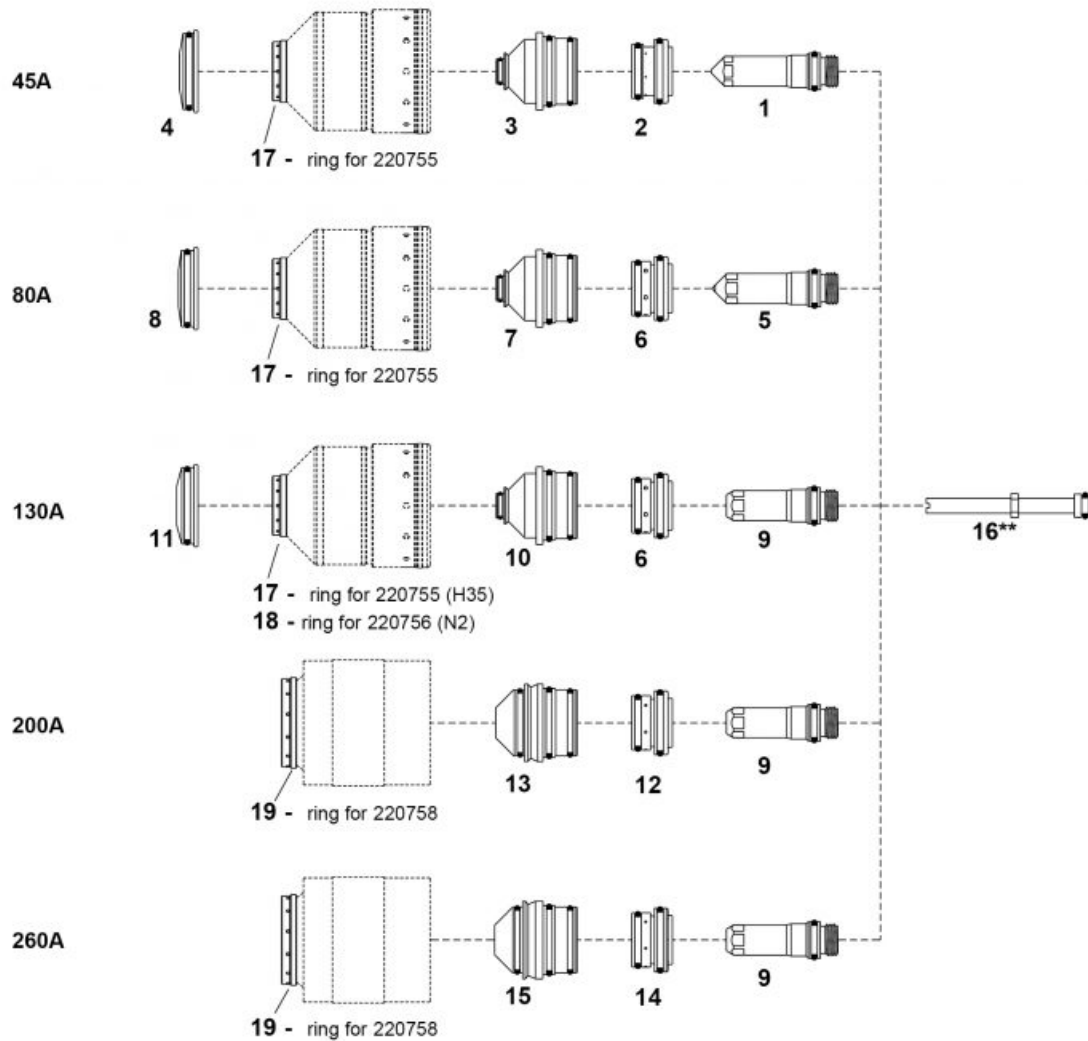 45A
4
3
2
1
17 - ring for 220755
80A
8
7
6
5
17 - ring for 220755
130A
11
10
6
9
16**
17 - ring for 220755 (H35)
18 - ring for 220756 (N2)
200A
13
12
9
19 - ring for 220758
260A
15
14
9
19 - ring for 220758